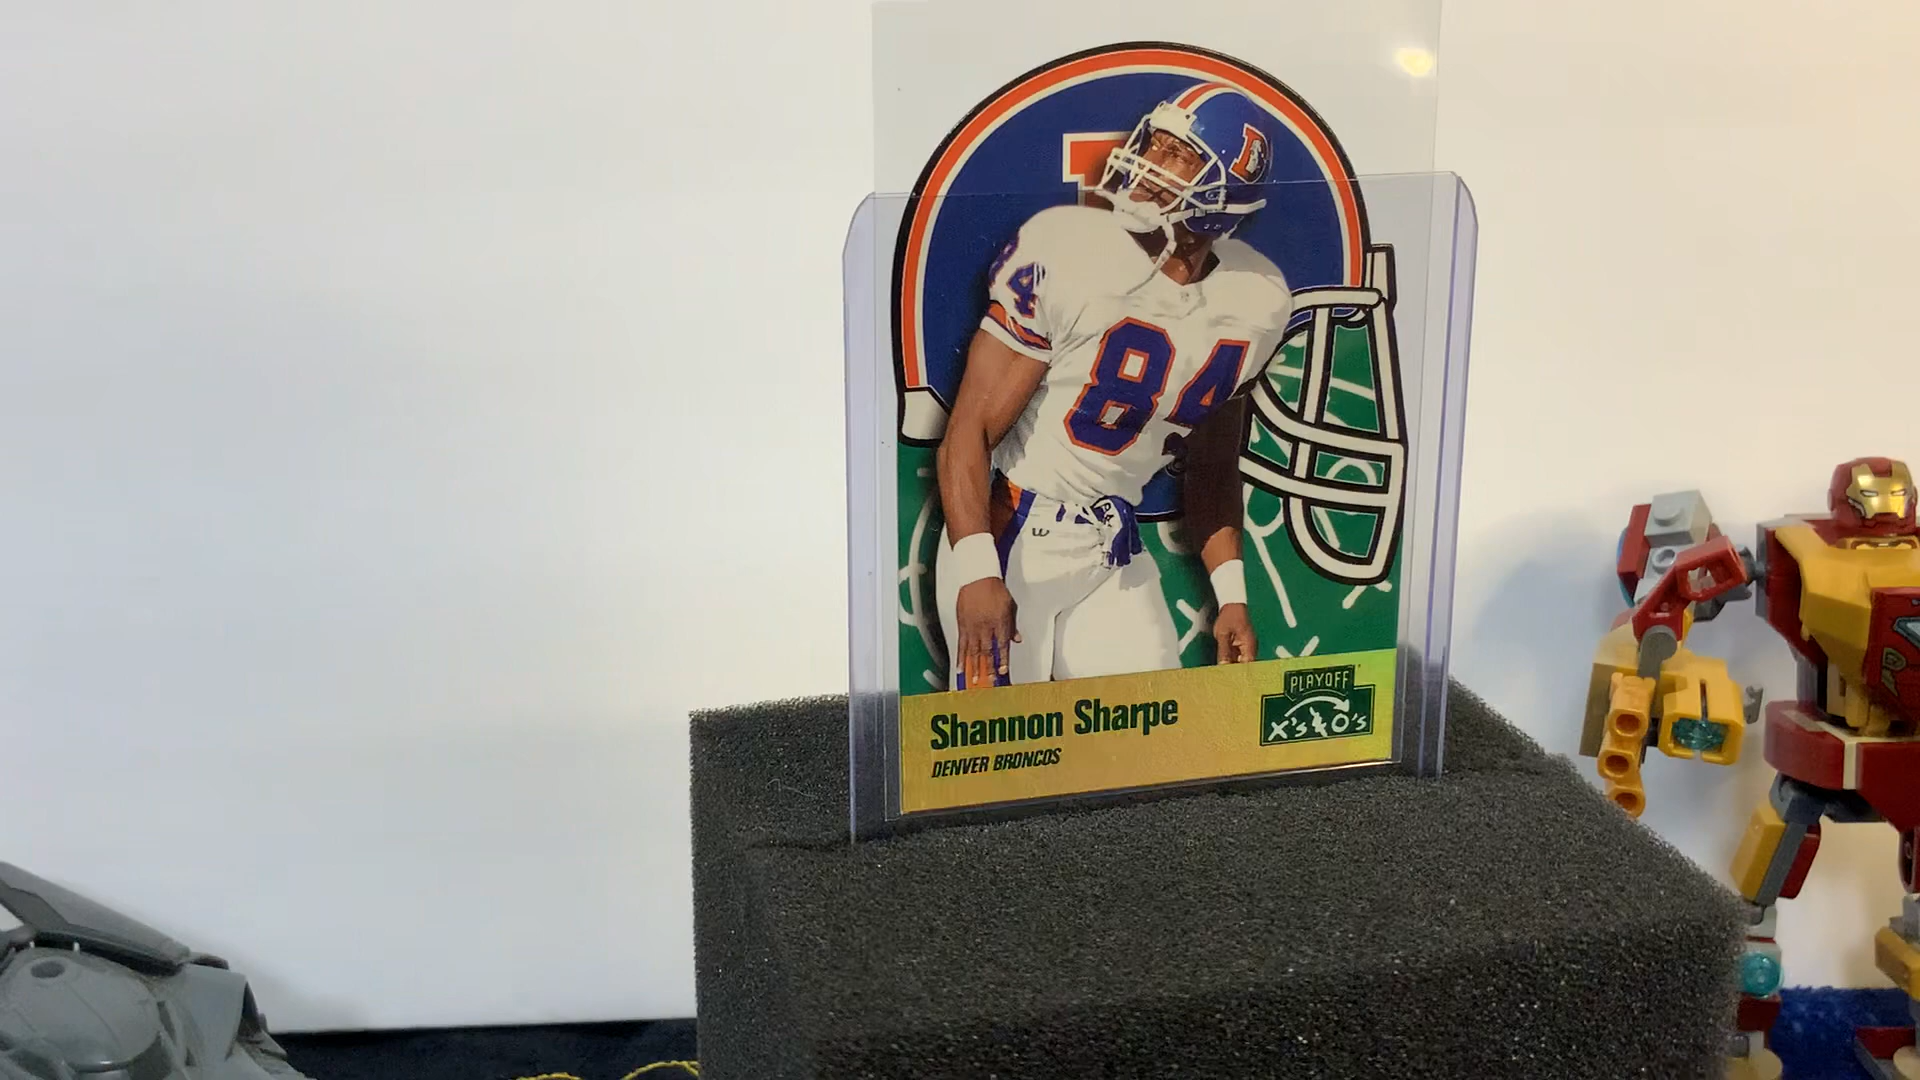 84
84
Shannon Sharpe
DENVER BRONCOS
PLAYOFF
X's & O's